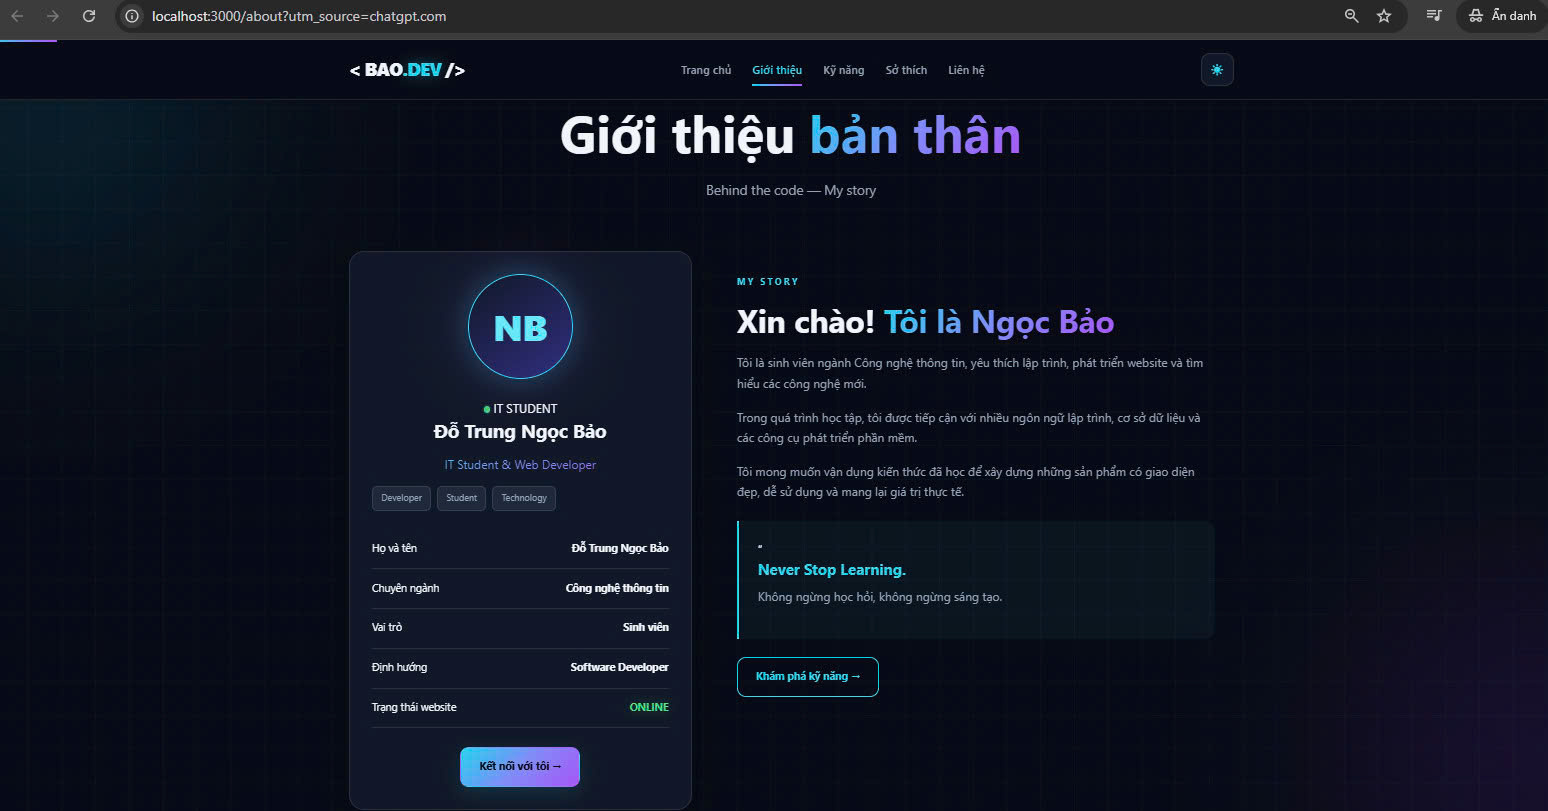 localhost:3000/about?utm_source=chatgpt.com
Ẩn danh
< BAO.DEV />
Trang chủ
Giới thiệu
Kỹ năng
Sở thích
Liên hệ
Giới thiệu bản thân
Behind the code — My story
NB
IT STUDENT
Đỗ Trung Ngọc Bảo
IT Student & Web Developer
Developer
Student
Technology
Họ và tên
Đỗ Trung Ngọc Bảo
Chuyên ngành
Công nghệ thông tin
Vai trò
Sinh viên
Định hướng
Software Developer
Trạng thái website
ONLINE
Kết nối với tôi →
MY STORY
Xin chào! Tôi là Ngọc Bảo
Tôi là sinh viên ngành Công nghệ thông tin, yêu thích lập trình, phát triển website và tìm
hiểu các công nghệ mới.
Trong quá trình học tập, tôi được tiếp cận với nhiều ngôn ngữ lập trình, cơ sở dữ liệu và
các công cụ phát triển phần mềm.
Tôi mong muốn vận dụng kiến thức đã học để xây dựng những sản phẩm có giao diện
đẹp, dễ sử dụng và mang lại giá trị thực tế.
"
Never Stop Learning.
Không ngừng học hỏi, không ngừng sáng tạo.
Khám phá kỹ năng →